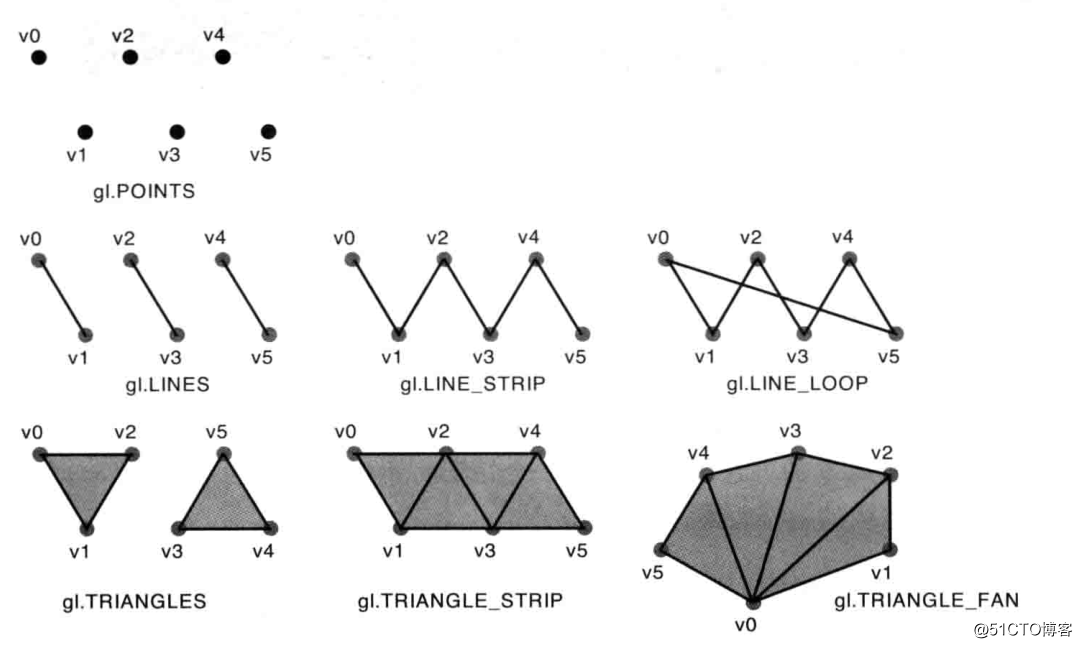 v0 v2 v4
v1 v3 v5
gl.POINTS
v0 v2 v4 v0 v2 v4 v0 v2 v4
v1 v3 v5 v1 v3 v5 v1 v3 v5
gl.LINES gl.LINE_STRIP gl.LINE_LOOP
v0 v2 v5 v0 v2 v4 v4 v3 v2
v1 v3 v4 v1 v3 v5 v5 v1
gl.TRIANGLES gl.TRIANGLE_STRIP v0 gl.TRIANGLE_FAN
@51CTO博客